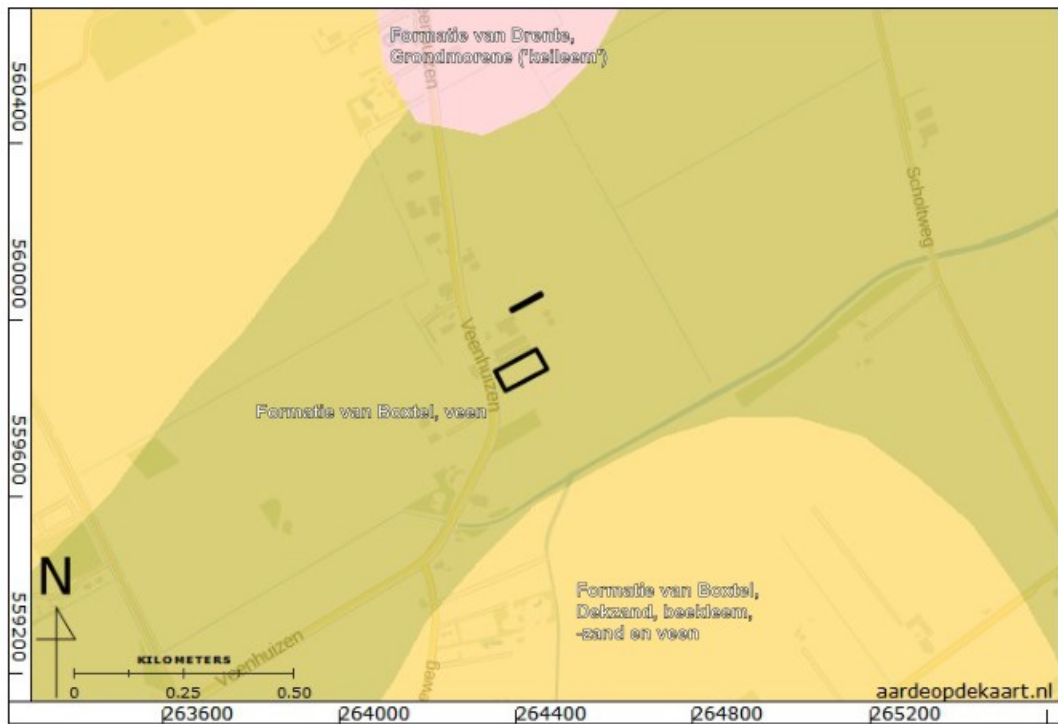 Formatie van Drente,
Grondmorene ('keileem')
560400
Scholtweg
560000
Veenhuizen
Formatie van Boxtel, veen
559600
Formatie van Boxtel,
Dekzand, beekleem,
-zand en veen
N
559200
Veenhuizen
KILOMETERS
0 0.25 0.50
aardeopdekaart.nl
263600 264000 264400 264800 265200